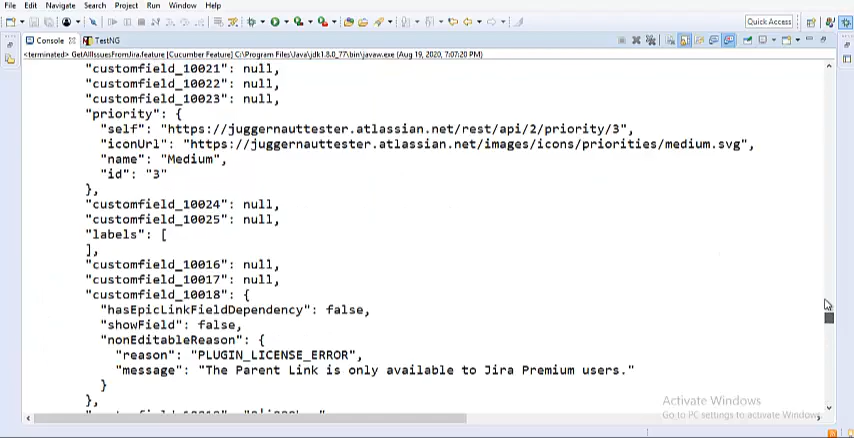 File Edit Navigate Search Project Run Window Help
Quick Access
Console TestNG
<terminated> GetAllIssuesFromJira.feature [Cucumber Feature] C:\Program Files\Java\jdk1.8.0_77\bin\javaw.exe (Aug 19, 2020, 7:07:20 PM)
"customfield_10021": null,
"customfield_10022": null,
"customfield_10023": null,
"priority": {
"self": "https://juggernauttester.atlassian.net/rest/api/2/priority/3",
"iconUrl": "https://juggernauttester.atlassian.net/images/icons/priorities/medium.svg",
"name": "Medium",
"id": "3"
},
"customfield_10024": null,
"customfield_10025": null,
"labels": [
],
"customfield_10016": null,
"customfield_10017": null,
"customfield_10018": {
"hasEpicLinkFieldDependency": false,
"showField": false,
"nonEditableReason": {
"reason": "PLUGIN_LICENSE_ERROR",
"message": "The Parent Link is only available to Jira Premium users."
}
},
Activate Windows
Go to PC settings to activate Windows